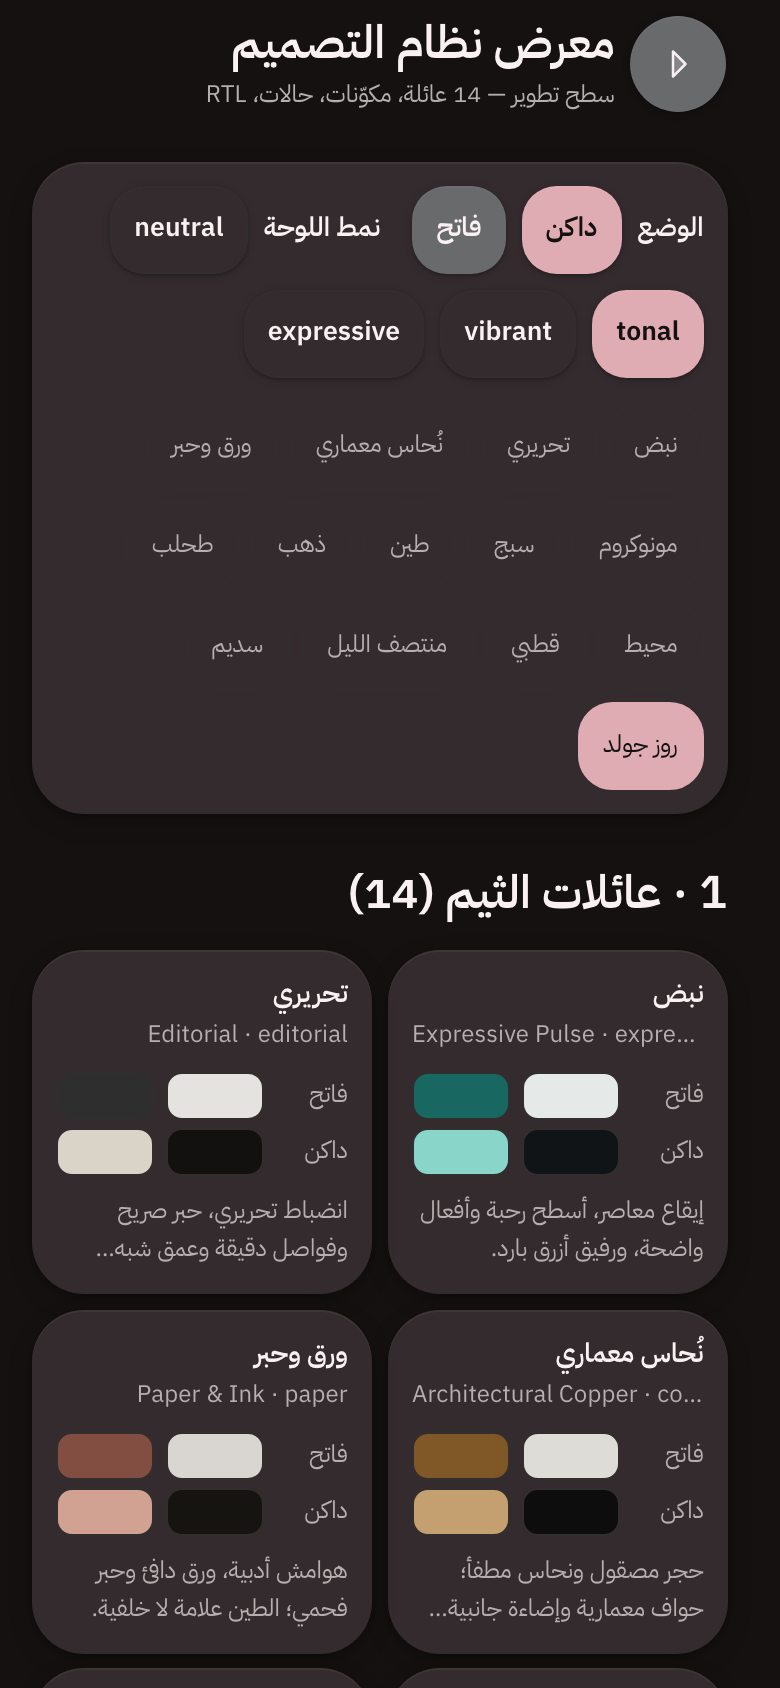 معرض نظام التصميم
سطح تطوير — 14 عائلة، مكوّنات، حالات، RTL
الوضع داكن فاتح نمط اللوحة neutral
tonal vibrant expressive
نبض تحريري نُحاس معماري ورق وحبر
مونوكروم سبج طين ذهب طحلب
محيط قطبي منتصف الليل سديم
روز جولد
1 · عائلات الثيم (14)
نبض
Expressive Pulse · expre...
فاتح
داكن
إيقاع معاصر، أسطح رحبة وأفعال
واضحة، ورفيق أزرق بارد.
تحريري
Editorial · editorial
فاتح
داكن
انضباط تحريري، حبر صريح
وفواصل دقيقة وعمق شبه...
نُحاس معماري
Architectural Copper · co...
فاتح
داكن
حجر مصقول ونحاس مطفأ؛
حواف معمارية وإضاءة جانبية...
ورق وحبر
Paper & Ink · paper
فاتح
داكن
هوامش أدبية، ورق دافئ وحبر
فحمي؛ الطين علامة لا خلفية.